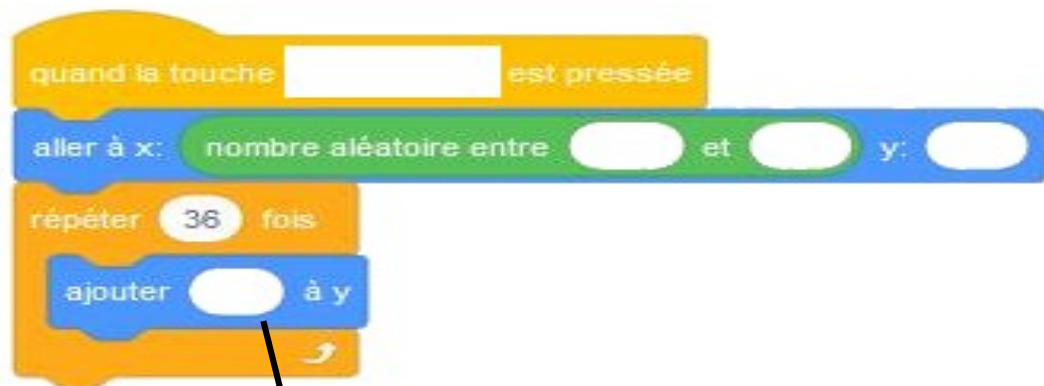 quand la touche est pressée
aller à x: nombre aléatoire entre et y:
répéter 36 fois
ajouter à y